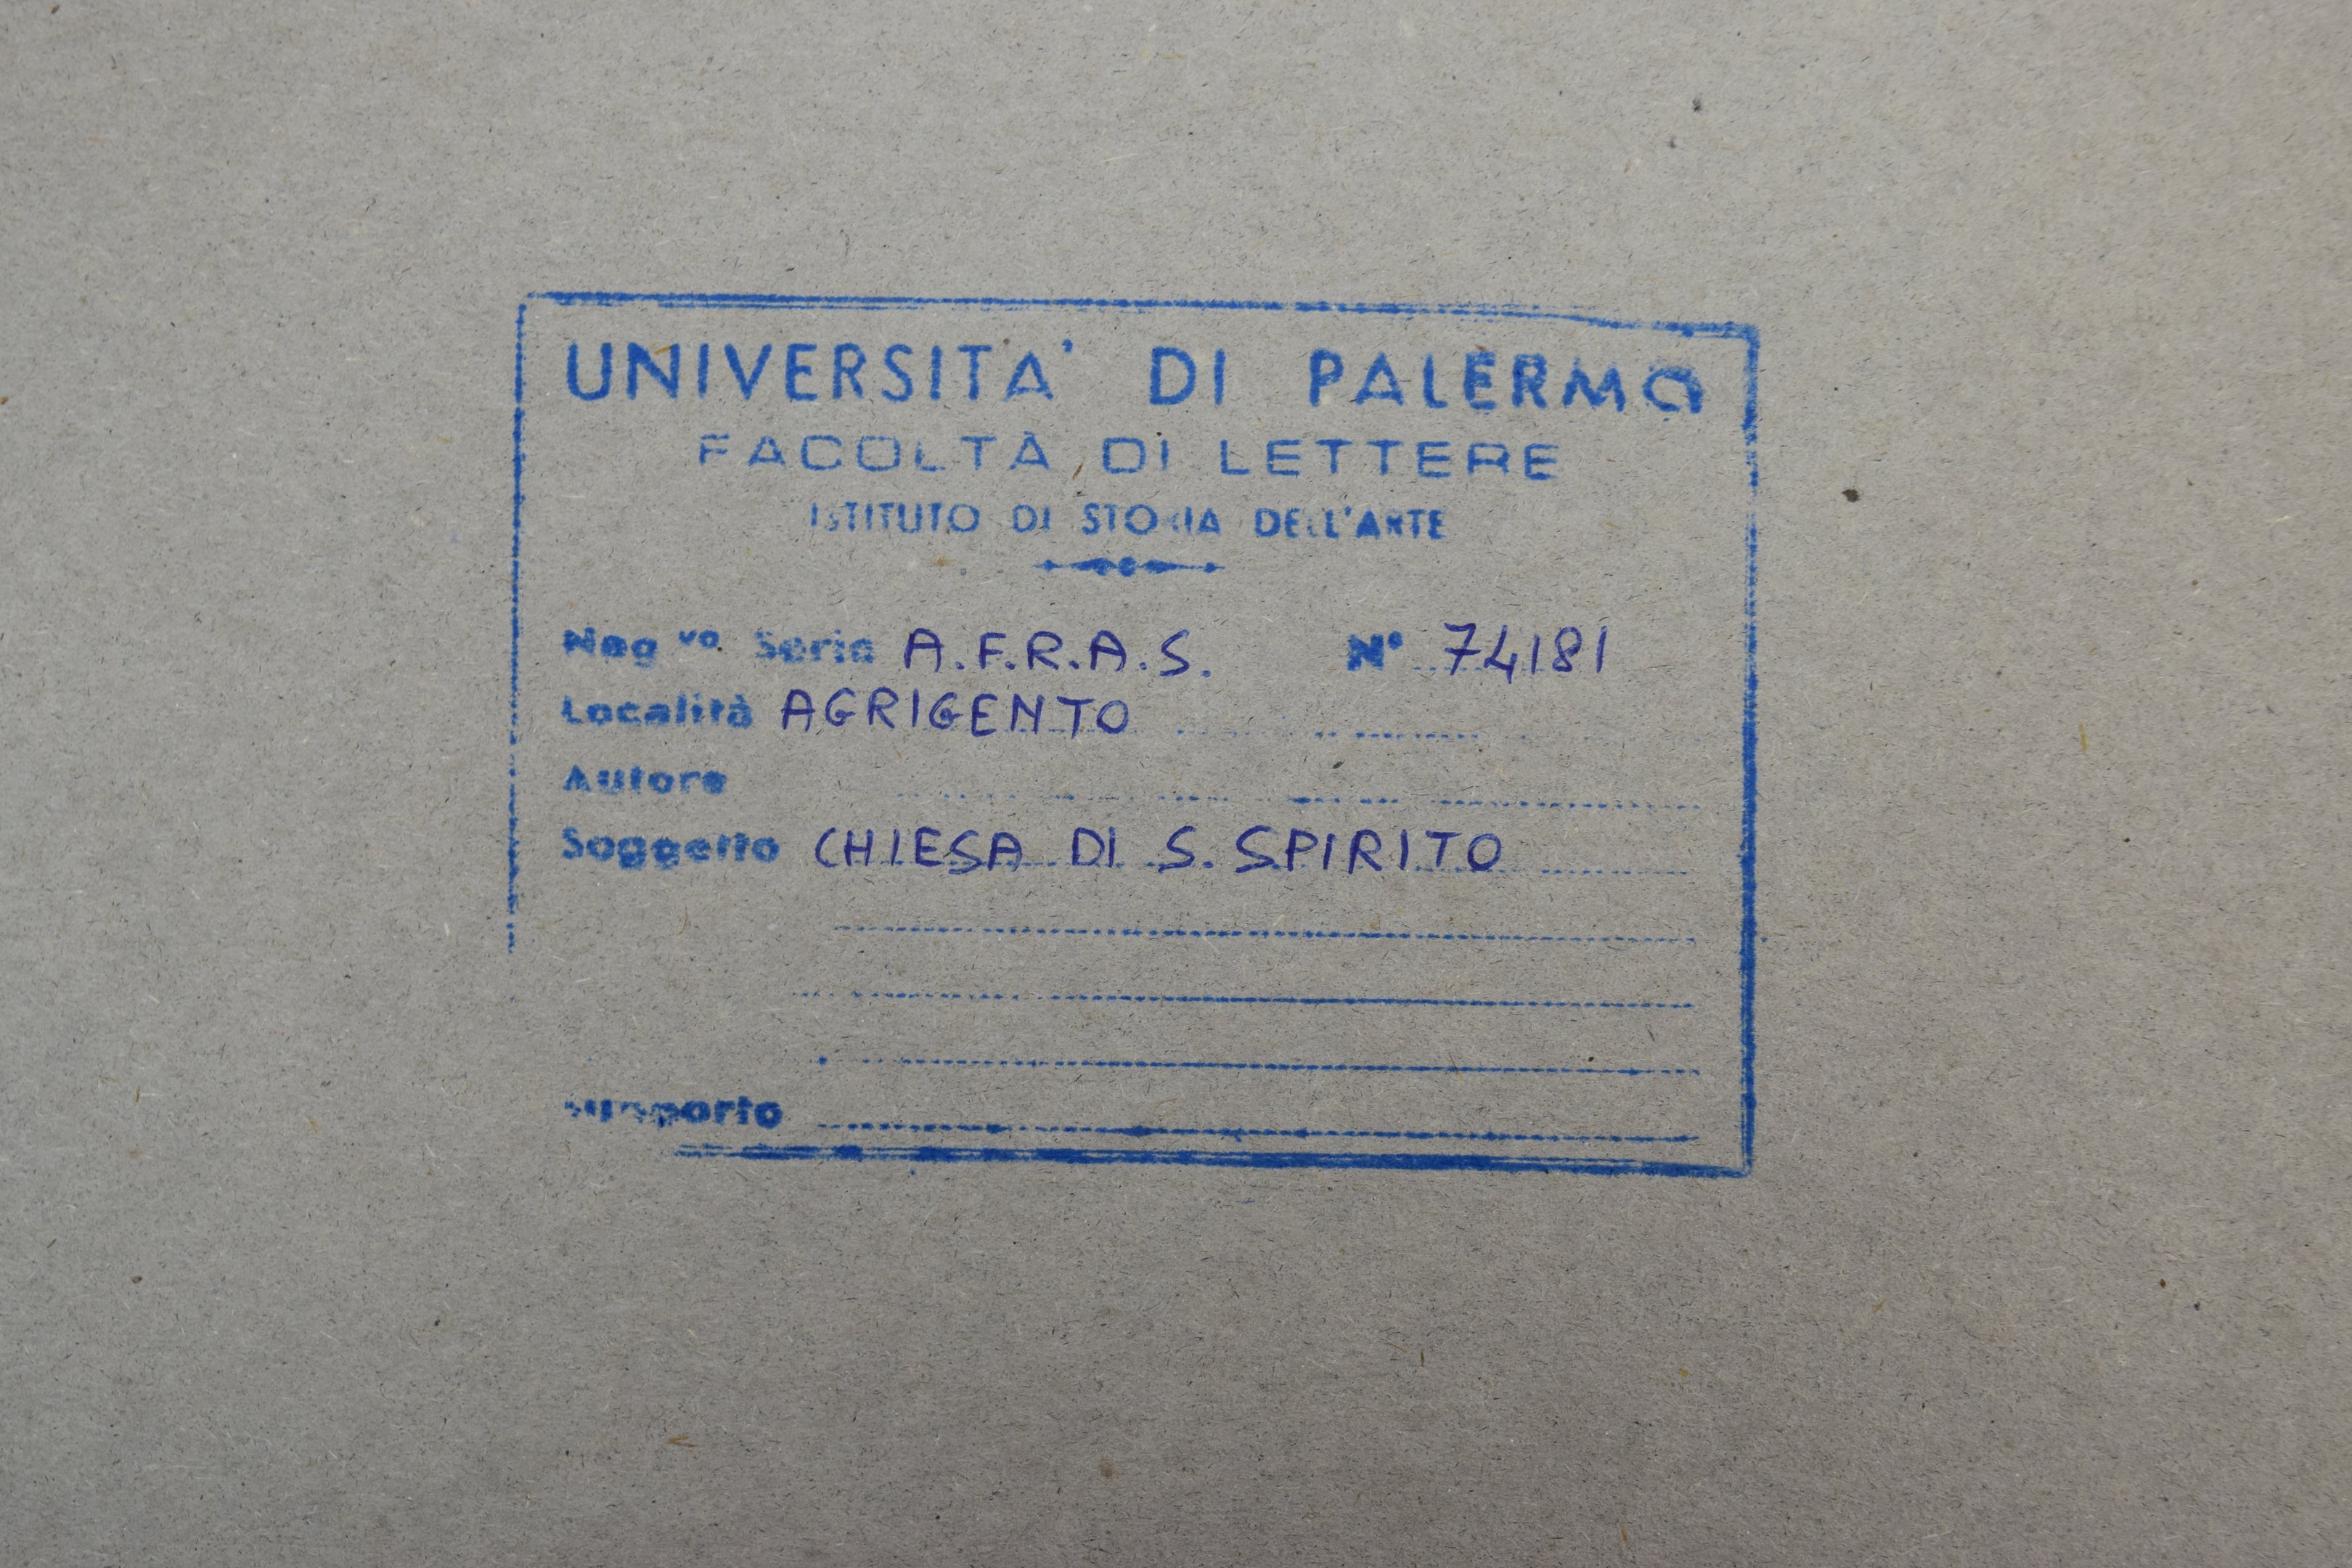 UNIVERSITA' DI PALERMO
FACOLTÀ DI LETTERE
ISTITUTO DI STORIA DELL'ARTE
Neg vo Serie A.F.R.A.S. N° 74181
Località AGRIGENTO
Autore
Soggetto CHIESA DI S. SPIRITO
Supporto